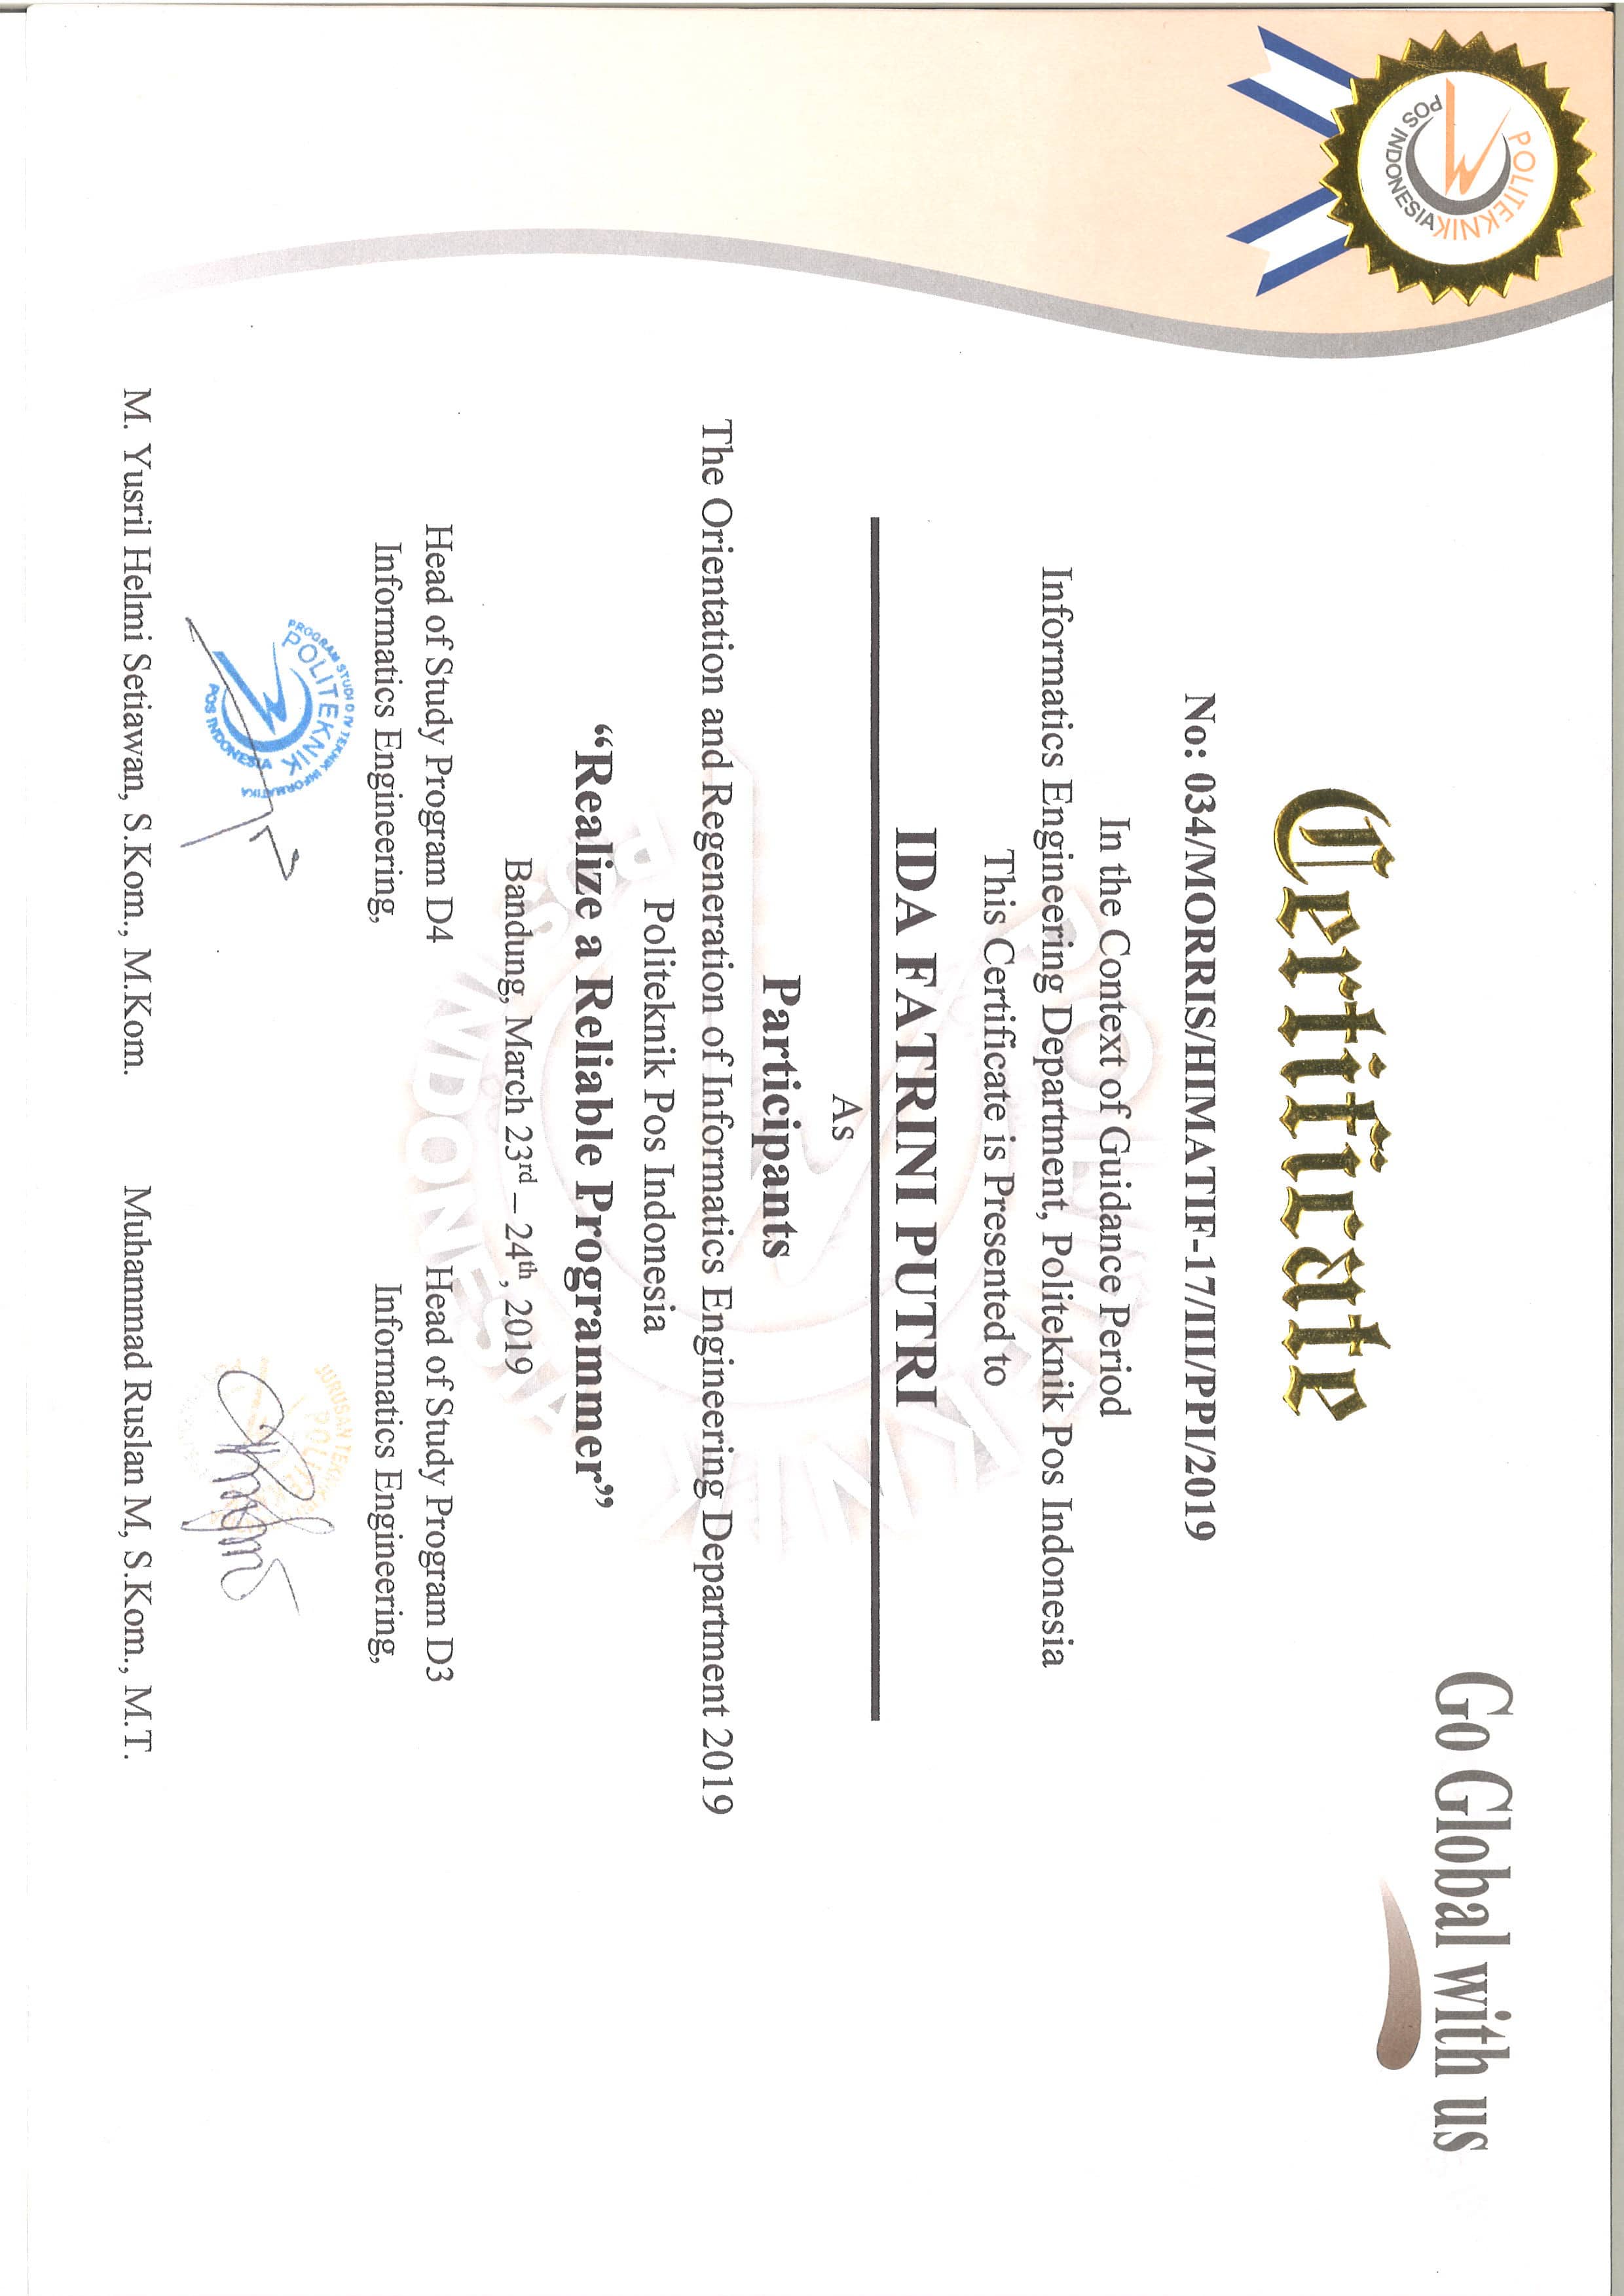 POLITEKNIK
POS INDONESIA
Go Global with us
Certificate
No: 034/MORRIS/HIMATIF-17/III/PPI/2019
In the Context of Guidance Period
Informatics Engineering Department, Politeknik Pos Indonesia
This Certificate is Presented to
IDA FATRINI PUTRI
As
Participants
The Orientation and Regeneration of Informatics Engineering Department 2019
Politeknik Pos Indonesia
“Realize a Reliable Programmer”
Bandung, March 23rd – 24th, 2019
Head of Study Program D4
Informatics Engineering,
Head of Study Program D3
Informatics Engineering,
PROGRAM STUDI D IV TEKNIK INFORMATIKA
POLITEKNIK
POS INDONESIA
JURUSAN
M. Yusril Helmi Setiawan, S.Kom., M.Kom.
Muhammad Ruslan M, S.Kom., M.T.